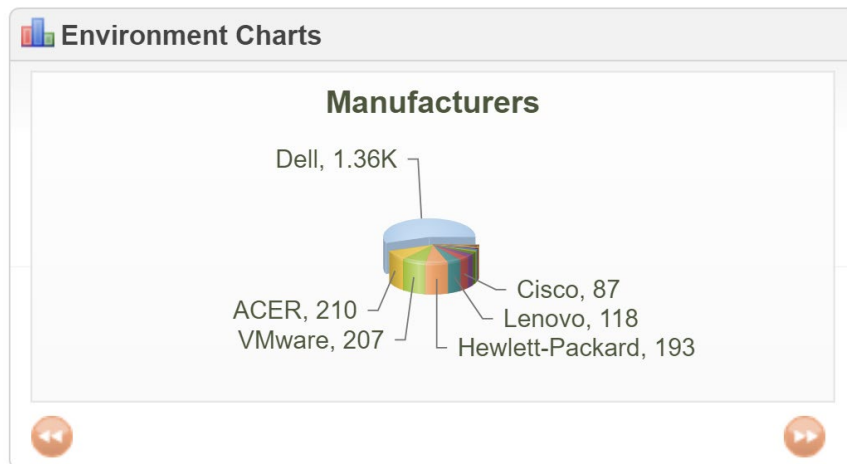 Environment Charts
Manufacturers
Dell, 1.36K
ACER, 210
VMware, 207
Cisco, 87
Lenovo, 118
Hewlett-Packard, 193